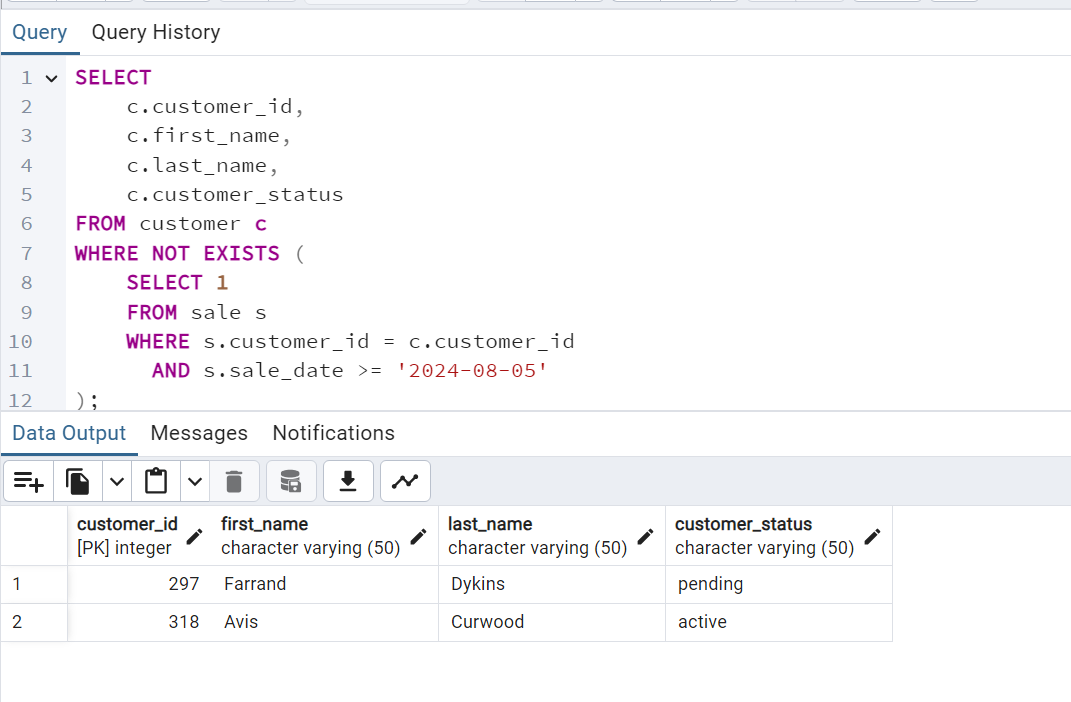 Query Query History
1 SELECT
2 c.customer_id,
3 c.first_name,
4 c.last_name,
5 c.customer_status
6 FROM customer c
7 WHERE NOT EXISTS (
8 SELECT 1
9 FROM sale s
10 WHERE s.customer_id = c.customer_id
11 AND s.sale_date >= '2024-08-05'
12 );
Data Output Messages Notifications
customer_id first_name last_name customer_status
[PK] integer character varying (50) character varying (50) character varying (50)
1 297 Farrand Dykins pending
2 318 Avis Curwood active